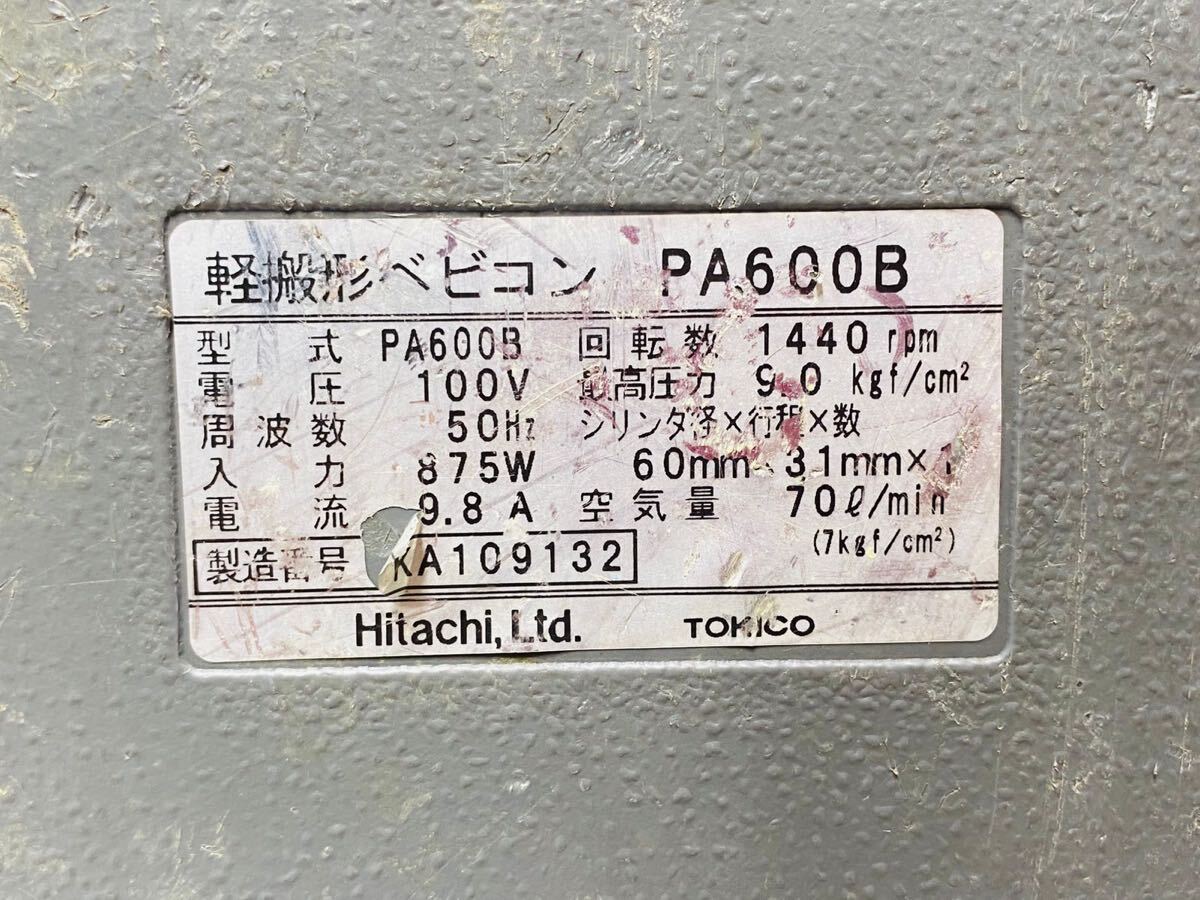 軽搬形ベビコン PA600B
型式 PA600B 回転数 1440 rpm
電圧 100V 最高圧力 9.0 kgf/cm²
周波数 50Hz シリンダ径×行程×数
入力 875W 60mm 31mm×1
電流 9.8 A 空気量 70ℓ/min
(7kgf/cm²)
製造番号 KA109132
Hitachi, Ltd. TOKICO